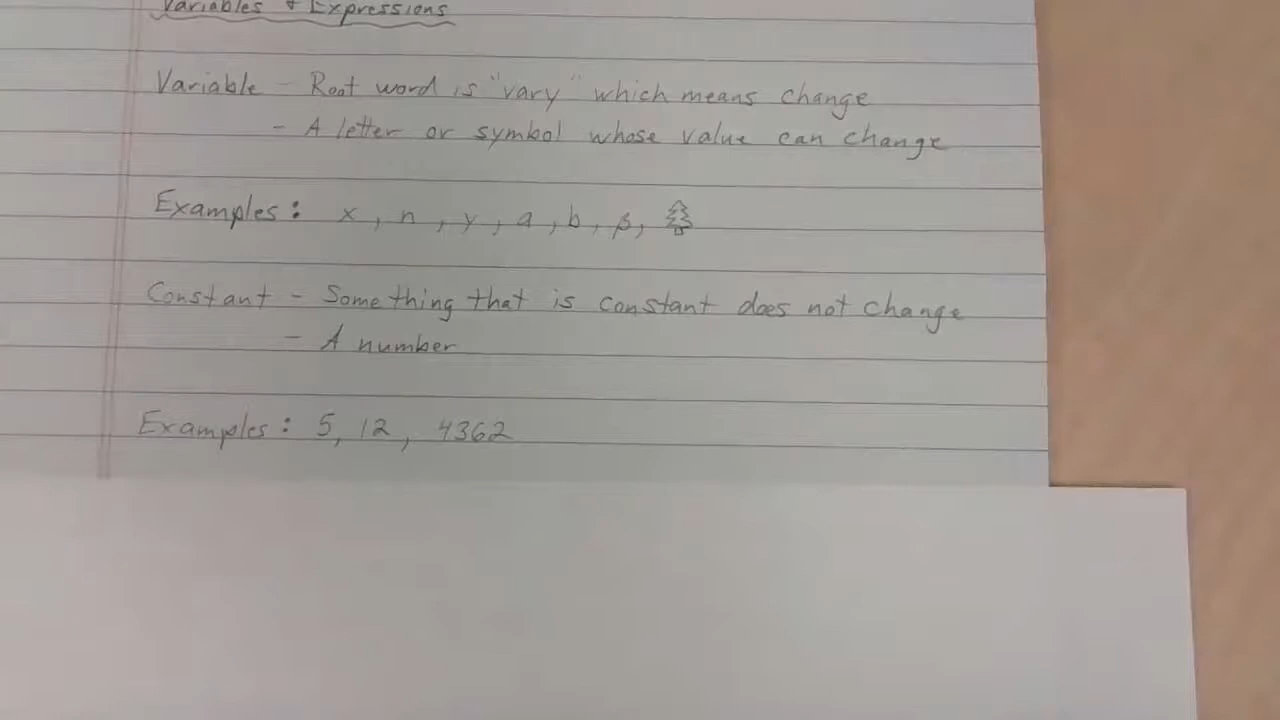 Variables & Expressions
Variable - Root word is "vary" which means change
- A letter or symbol whose value can change
Examples: x, n, y, a, b, β,
Constant - Something that is constant does not change
- A number
Examples: 5, 12, 4362